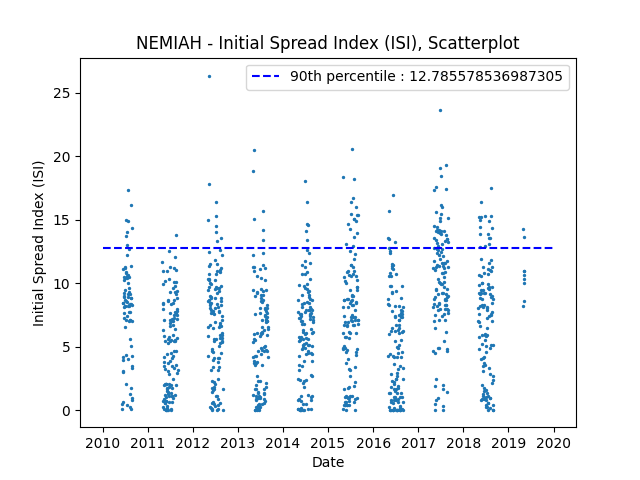 NEMIAH - Initial Spread Index (ISI), Scatterplot
90th percentile : 12.785578536987305
Initial Spread Index (ISI)
25
20
15
10
5
0
2010 2011 2012 2013 2014 2015 2016 2017 2018 2019 2020
Date